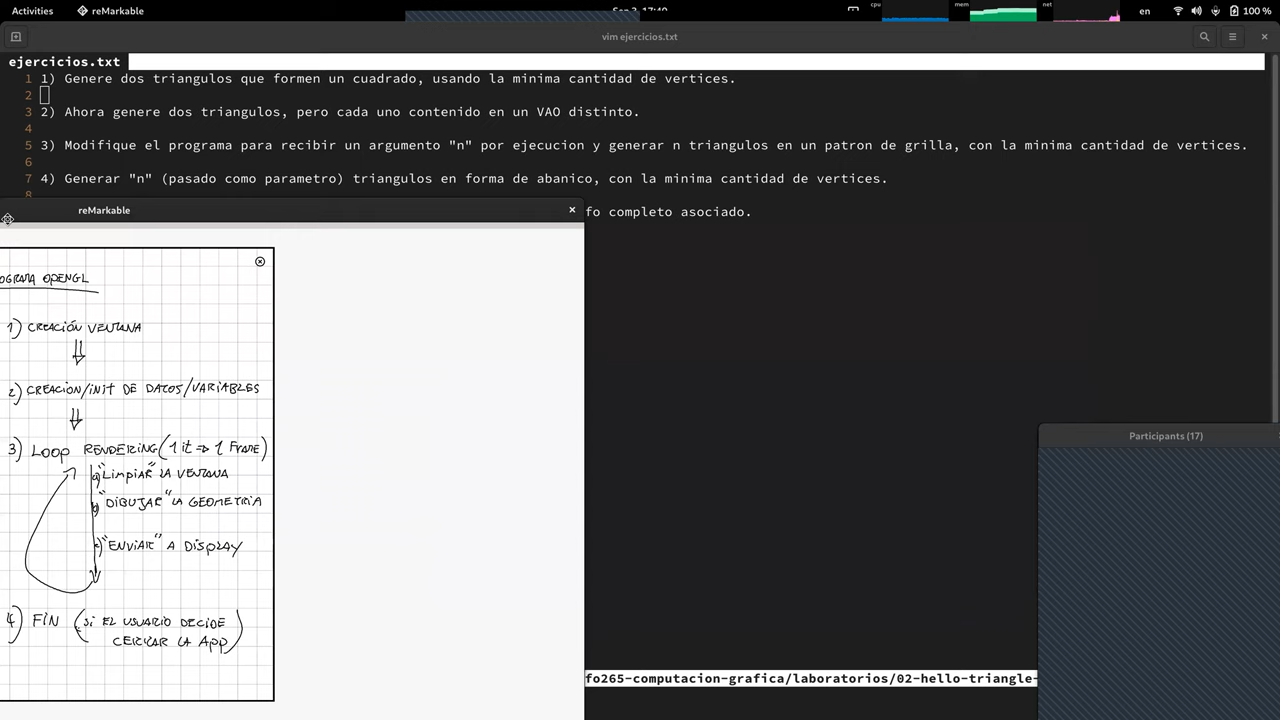 Activities
reMarkable
cpu
mem
net
en
100 %
vim ejercicios.txt
ejercicios.txt
1 1) Genere dos triangulos que formen un cuadrado, usando la minima cantidad de vertices.
2
3 2) Ahora genere dos triangulos, pero cada uno contenido en un VAO distinto.
4
5 3) Modifique el programa para recibir un argumento "n" por ejecucion y generar n triangulos en un patron de grilla, con la minima cantidad de vertices.
6
7 4) Generar "n" (pasado como parametro) triangulos en forma de abanico, con la minima cantidad de vertices.
8
fo completo asociado.
reMarkable
OGRAMA OPENGL
1) CREACIÓN VENTANA
2) CREACION/INIT DE DATOS/VARIABLES
3) LOOP RENDERING (1 it => 1 FRAME)
a) "LIMPIAR" LA VENTANA
b) "DIBUJAR" LA GEOMETRIA
c) "ENVIAR" A DISPLAY
4) FIN (SI EL USUARIO DECIDE
CERRAR LA APP)
Participants (17)
fo265-computacion-grafica/laboratorios/02-hello-triangle-